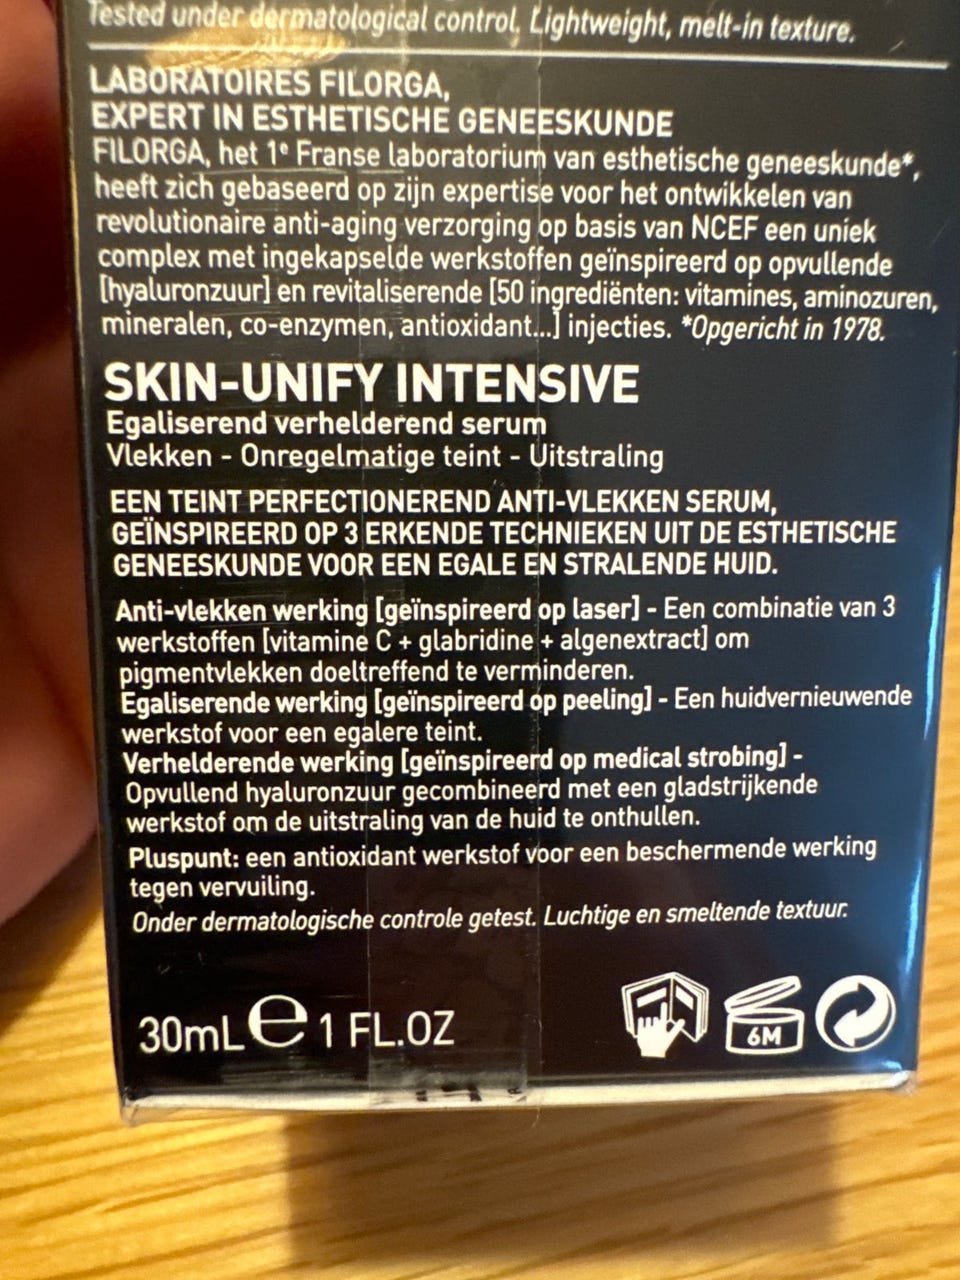 Tested under dermatological control. Lightweight, melt-in texture.
LABORATOIRES FILORGA,
EXPERT IN ESTHETISCHE GENEESKUNDE
FILORGA, het 1e Franse laboratorium van esthetische geneeskunde*,
heeft zich gebaseerd op zijn expertise voor het ontwikkelen van
revolutionaire anti-aging verzorging op basis van NCEF een uniek
complex met ingekapselde werkstoffen geïnspireerd op opvullende
[hyaluronzuur] en revitaliserende [50 ingrediënten: vitamines, aminozuren,
mineralen, co-enzymen, antioxidant...] injecties. *Opgericht in 1978.
SKIN-UNIFY INTENSIVE
Egaliserend verhelderend serum
Vlekken - Onregelmatige teint - Uitstraling
EEN TEINT PERFECTIONEREND ANTI-VLEKKEN SERUM,
GEÏNSPIREERD OP 3 ERKENDE TECHNIEKEN UIT DE ESTHETISCHE
GENEESKUNDE VOOR EEN EGALE EN STRALENDE HUID.
Anti-vlekken werking [geïnspireerd op laser] - Een combinatie van 3
werkstoffen [vitamine C + glabridine + algenextract] om
pigmentvlekken doeltreffend te verminderen.
Egaliserende werking [geïnspireerd op peeling] - Een huidvernieuwende
werkstof voor een egalere teint.
Verhelderende werking [geïnspireerd op medical strobing] -
Opvullend hyaluronzuur gecombineerd met een gladstrijkende
werkstof om de uitstraling van de huid te onthullen.
Pluspunt: een antioxidant werkstof voor een beschermende werking
tegen vervuiling.
Onder dermatologische controle getest. Luchtige en smeltende textuur.
30mL e 1 FL.OZ
6M